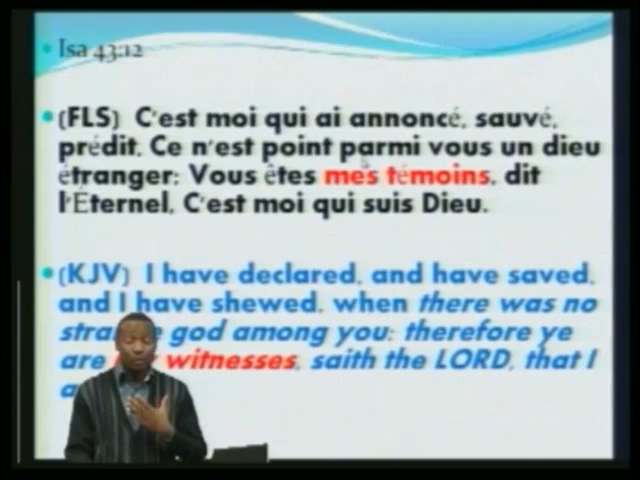 Isa 43:12
(FLS) C'est moi qui ai annoncé, sauvé,
prédit, Ce n'est point parmi vous un dieu
étranger; Vous êtes mes témoins, dit
l'Éternel, C'est moi qui suis Dieu.
(KJV) I have declared, and have saved,
and I have shewed, when there was no
god among you: therefore ye
are witnesses, saith the LORD, that I